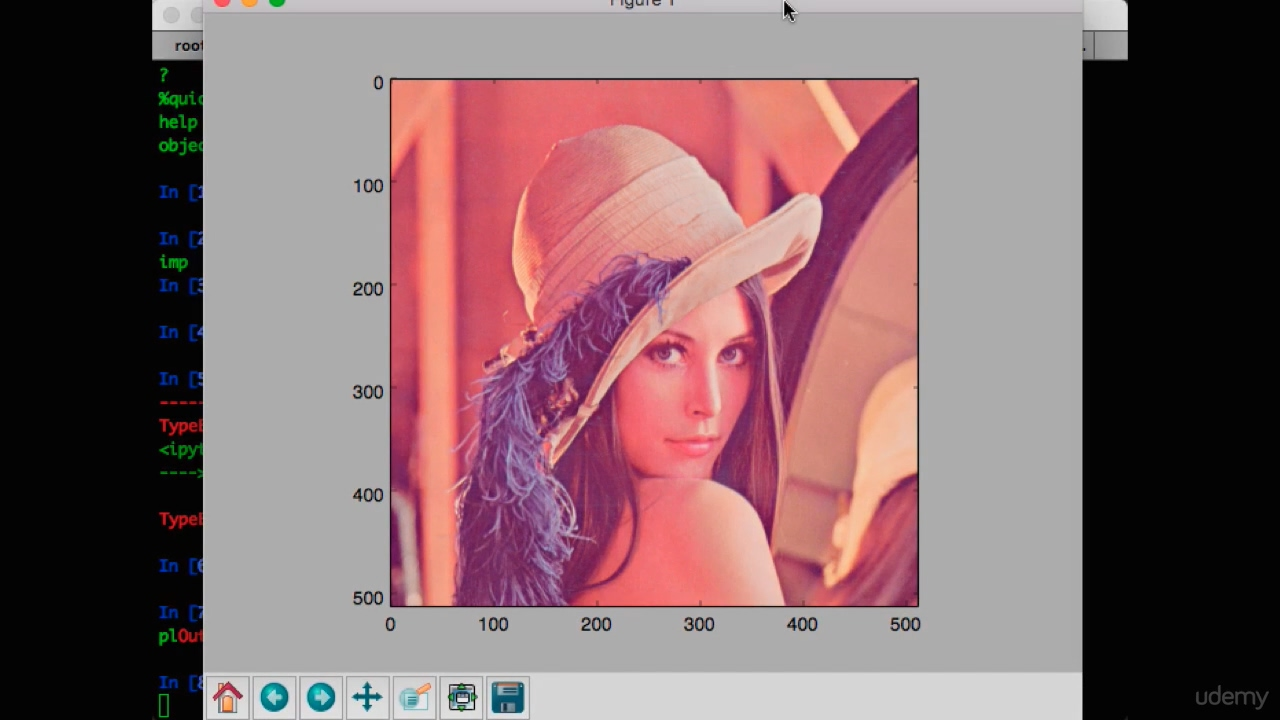 Figure 1
root
?
%quic
help
objec
In [1
In [2
imp
In [3
In [4
In [5
-----
TypeE
<ipyt
---->
TypeE
In [6
In [7
plOut
In [8
0
100
200
300
400
500
0
100
200
300
400
500
udemy